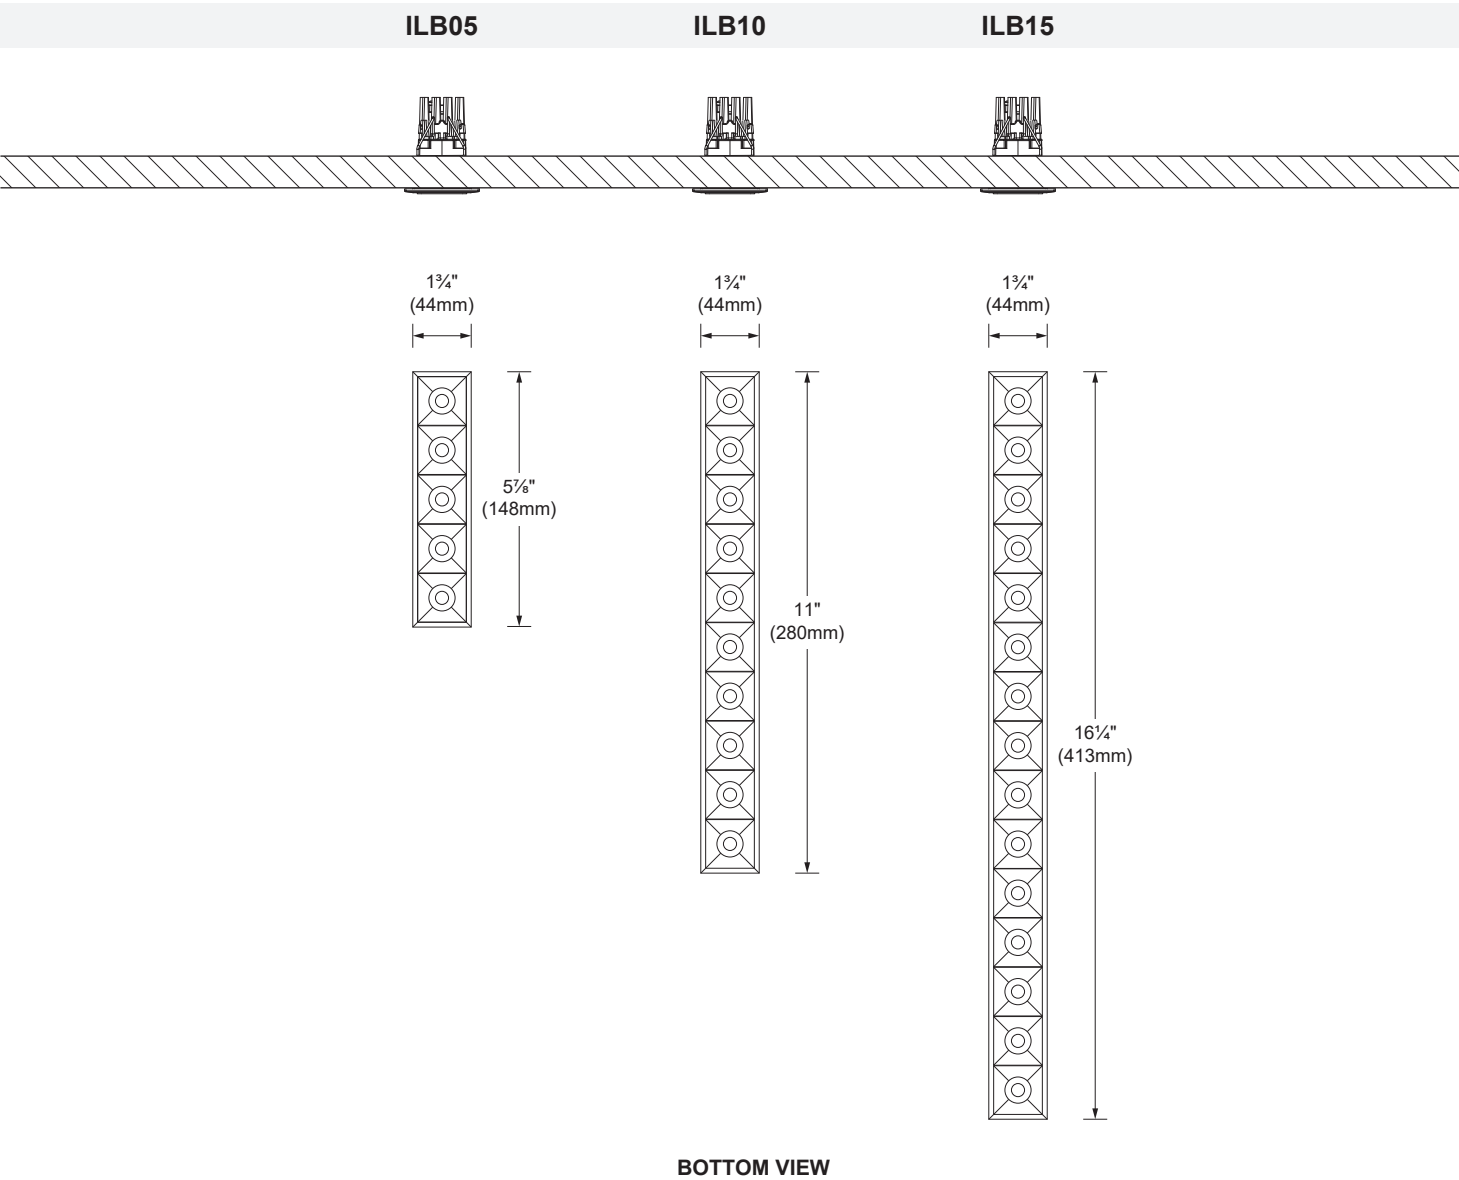 ILB05 ILB10 ILB15
1¾" 1¾" 1¾"
(44mm) (44mm) (44mm)
5⅞"
(148mm)
11"
(280mm)
16¼"
(413mm)
BOTTOM VIEW